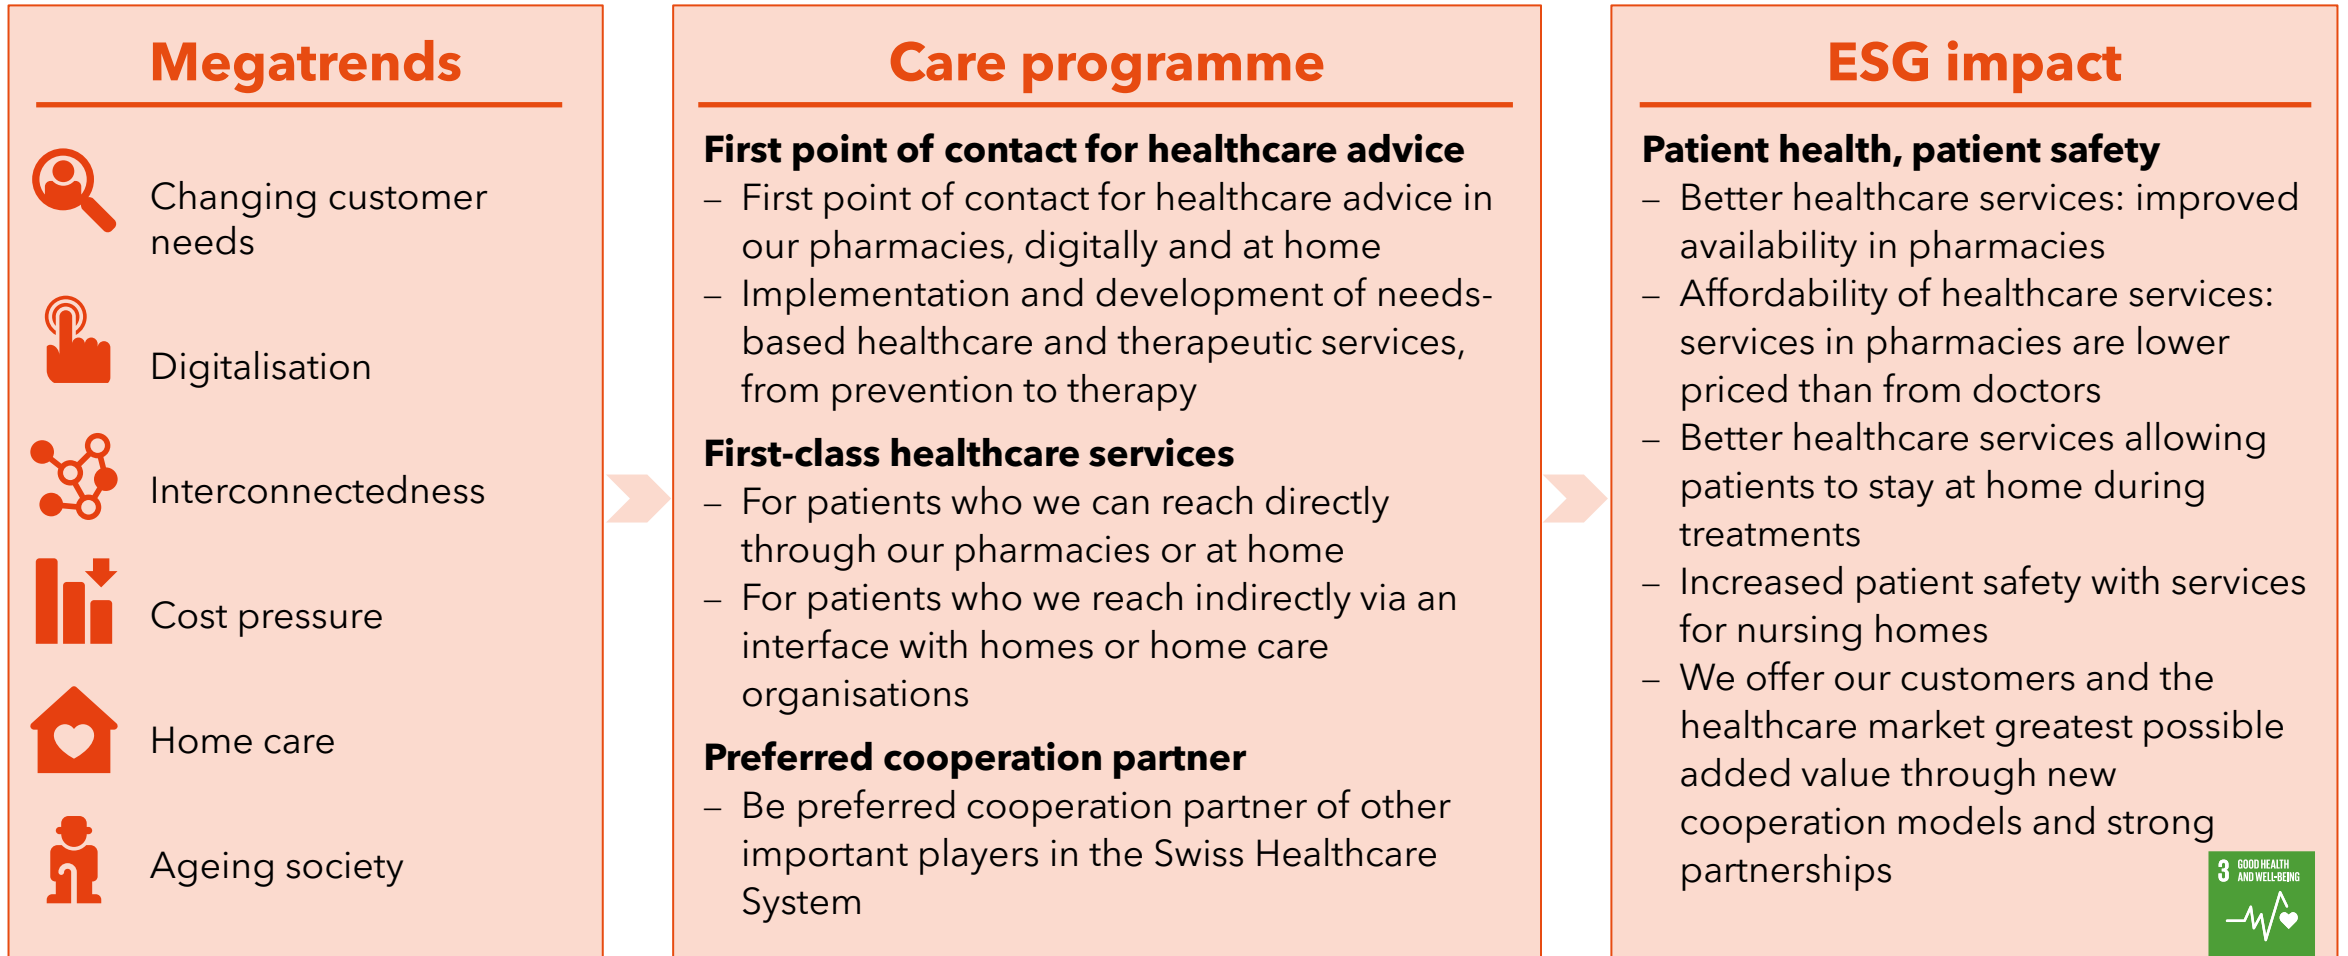 Megatrends
Changing customer
needs
Digitalisation
Interconnectedness
Cost pressure
Home care
Ageing society
Care programme
First point of contact for healthcare advice
– First point of contact for healthcare advice in
our pharmacies, digitally and at home
– Implementation and development of needs-
based healthcare and therapeutic services,
from prevention to therapy
First-class healthcare services
– For patients who we can reach directly
through our pharmacies or at home
– For patients who we reach indirectly via an
interface with homes or home care
organisations
Preferred cooperation partner
– Be preferred cooperation partner of other
important players in the Swiss Healthcare
System
ESG impact
Patient health, patient safety
– Better healthcare services: improved
availability in pharmacies
– Affordability of healthcare services:
services in pharmacies are lower
priced than from doctors
– Better healthcare services allowing
patients to stay at home during
treatments
– Increased patient safety with services
for nursing homes
– We offer our customers and the
healthcare market greatest possible
added value through new
cooperation models and strong
partnerships
3 GOOD HEALTH
AND WELL-BEING